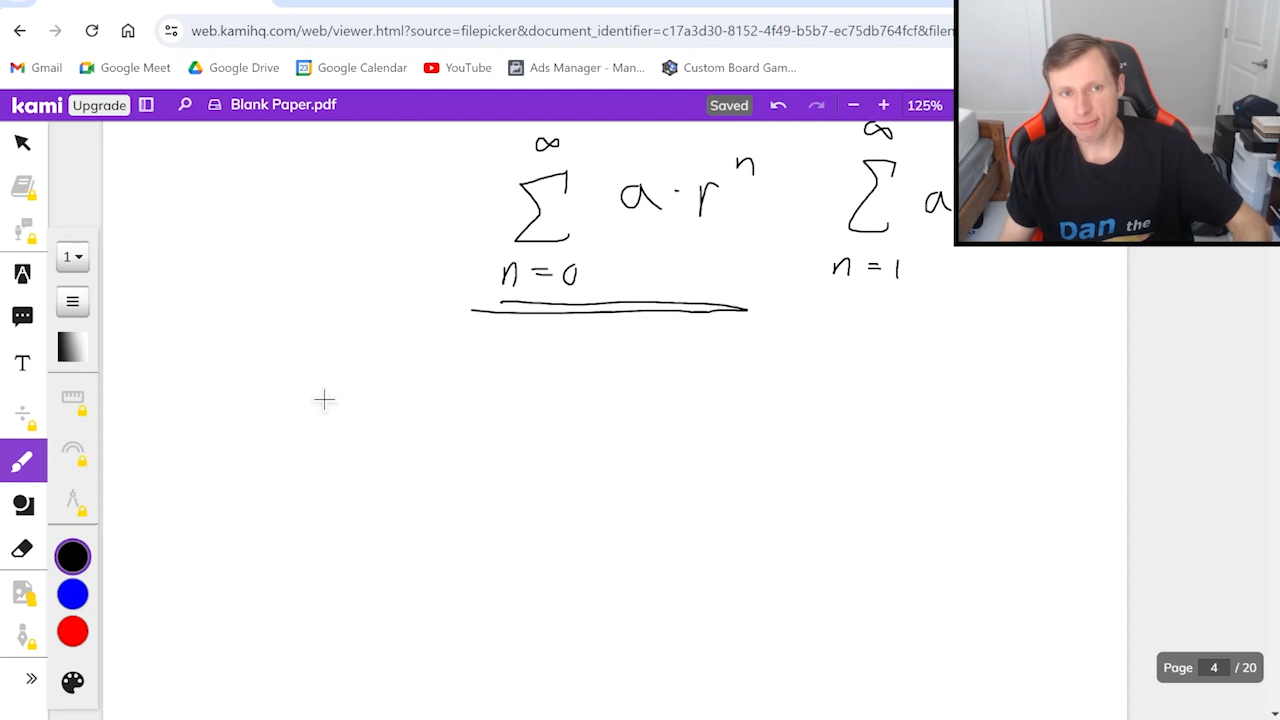 web.kamihq.com/web/viewer.html?source=filepicker&document_identifier=c17a3d30-8152-4f49-b5b7-ec75db764fcf&filen
Gmail Google Meet Google Drive 23 Google Calendar YouTube Ads Manager - Man... Custom Board Gam...
kami Upgrade Blank Paper.pdf Saved 125%
∞ ∞
∑ a · r^n ∑ a
n = 0 n = 1
1
T
Dan the
Page 4 / 20